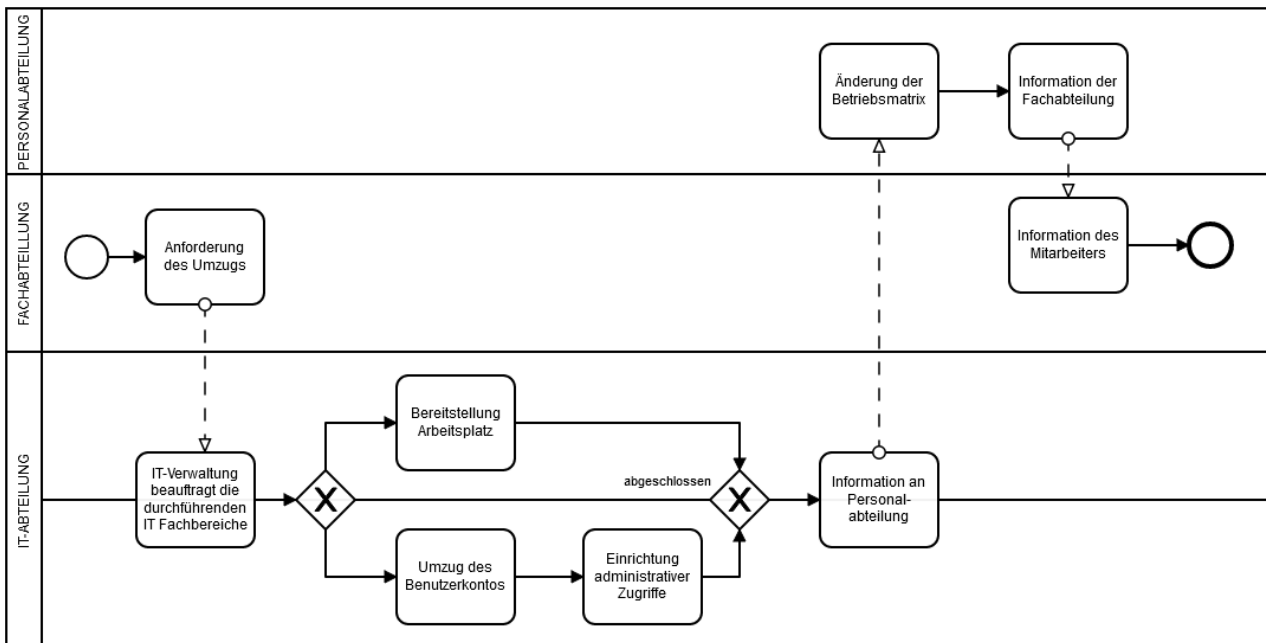 PERSONALABTEILUNG
Änderung der
Betriebsmatrix
Information der
Fachabteilung
FACHABTEILLUNG
Anforderung
des Umzugs
Information des
Mitarbeiters
IT-ABTEILUNG
IT-Verwaltung
beauftragt die
durchführenden
IT Fachbereiche
Bereitstellung
Arbeitsplatz
abgeschlossen
Umzug des
Benutzerkontos
Einrichtung
administrativer
Zugriffe
Information an
Personal-
abteilung